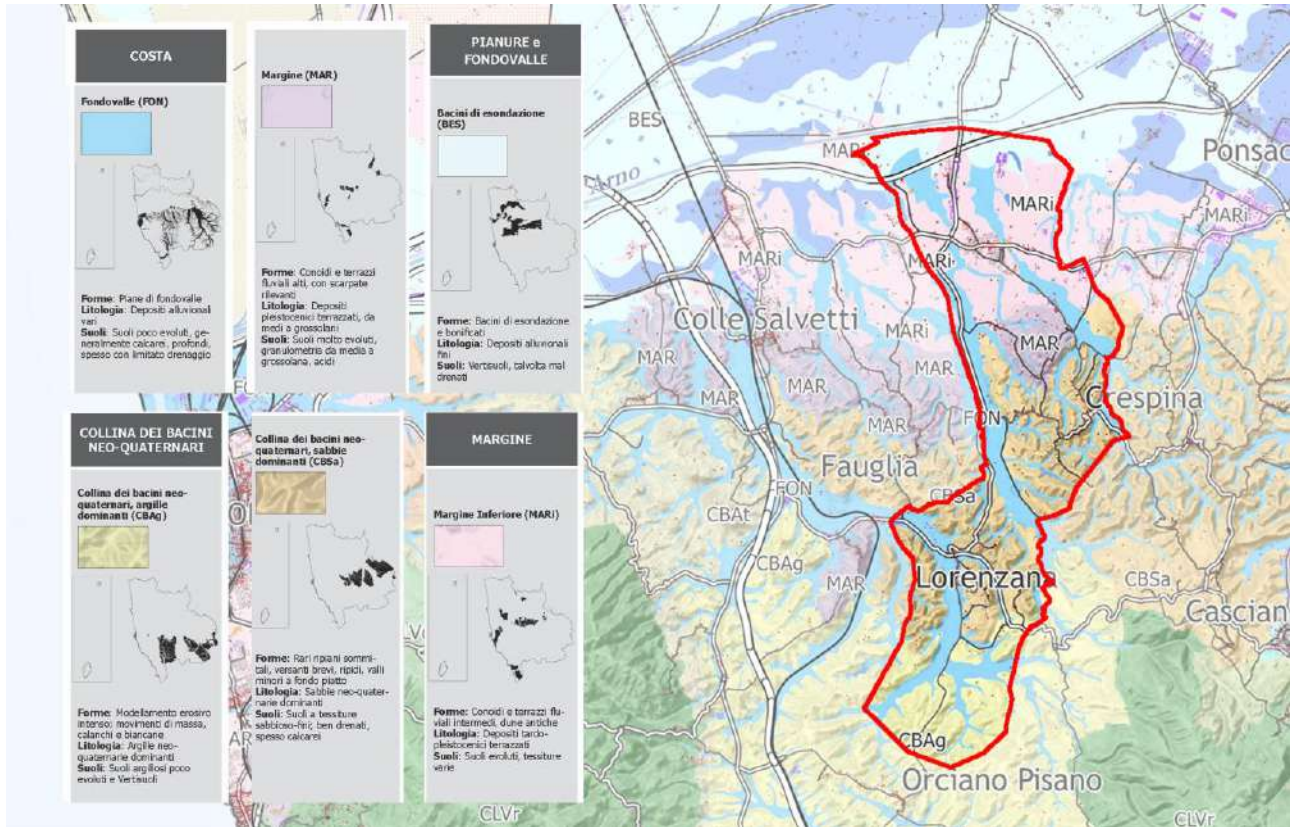 COSTA
Fondovalle (FON)
Forme: Piane di fondovalle
Litologia: Depositi alluvionali
vari
Suoli: Suoli poco evoluti, ge-
neralmente calcarei, profondi,
spesso con limitato drenaggio
Margine (MAR)
Forme: Conoidi e terrazzi
fluviali alti, con scarpate
rilevanti
Litologia: Depositi
pleistocenici terrazzati, da
medi a grossolani
Suoli: Suoli molto evoluti,
granulometria da media a
grossolana, acidi
PIANURE e
FONDOVALLE
Bacini di esondazione
(BES)
Forme: Bacini di esondazione
e bonificati
Litologia: Depositi alluvionali
fini
Suoli: Vertisuoli, talvolta mal
drenati
COLLINA DEI BACINI
NEO-QUATERNARI
Collina dei bacini neo-
quaternari, argille
dominanti (CBAg)
Forme: Modellamento erosivo
intenso; movimenti di massa,
calanchi e biancane
Litologia: Argille neo-
quaternarie dominanti
Suoli: Suoli argillosi poco
evoluti e Vertisuoli
Collina dei bacini neo-
quaternari, sabbie
dominanti (CBSa)
Forme: Rari ripiani sommi-
tali, versanti brevi, ripidi, valli
minori a fondo piatto
Litologia: Sabbie neo-quater-
narie dominanti
Suoli: Suoli a tessiture
sabbioso-fini; ben drenati,
spesso calcarei
MARGINE
Margine Inferiore (MARi)
Forme: Conoidi e terrazzi flu-
viali intermedi, dune antiche
Litologia: Depositi tardo-
pleistocenici terrazzati
Suoli: Suoli evoluti, tessiture
varie
BES
MARi
Ponsac
Arno
MARi
MARi
MARi
MARi
Colle Salvetti
MARi
MAR
MAR
MAR
MARi
MAR
MAR
MAR
Crespina
FON
Fauglia
FON
CBSa
CBAt
CBAg
MAR
Lorenzana
CBSa
Cascian
CBAg
Orciano Pisano
CLVr